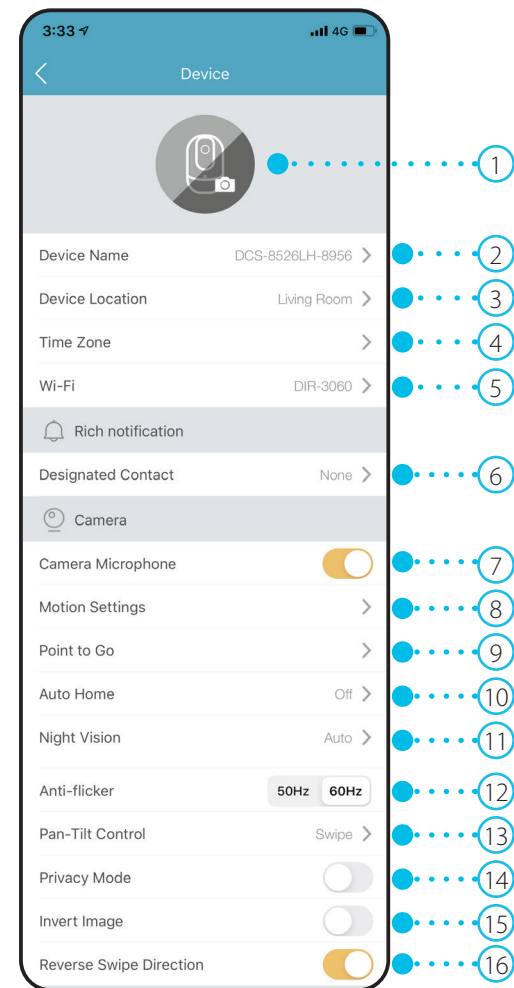 3:33 4G
Device
1
Device Name DCS-8526LH-8956 2
Device Location Living Room 3
Time Zone 4
Wi-Fi DIR-3060 5
Rich notification
Designated Contact None 6
Camera
Camera Microphone 7
Motion Settings 8
Point to Go 9
Auto Home Off 10
Night Vision Auto 11
Anti-flicker 50Hz 60Hz 12
Pan-Tilt Control Swipe 13
Privacy Mode 14
Invert Image 15
Reverse Swipe Direction 16